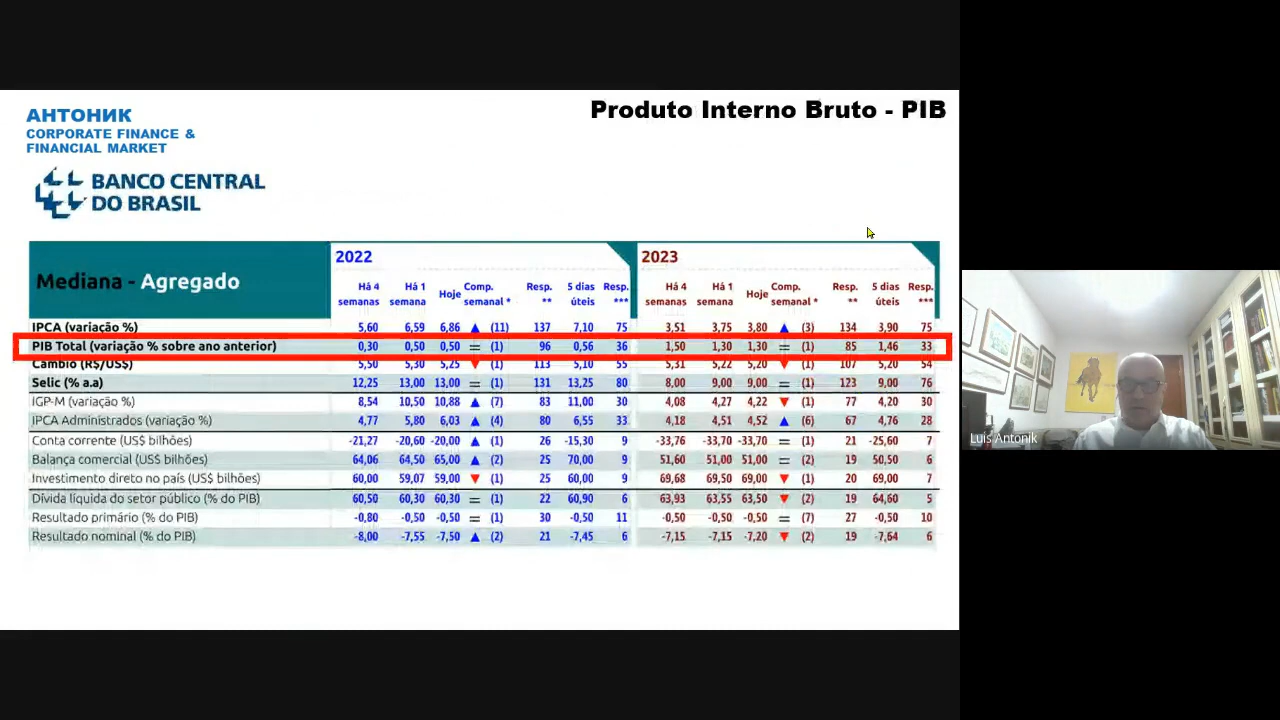 АНТОНИК
CORPORATE FINANCE &
FINANCIAL MARKET
Produto Interno Bruto - PIB
BANCO CENTRAL
DO BRASIL
Mediana - Agregado
2022
2023
Há 4 semanas Há 1 semana Hoje Comp. semanal * Resp. ** 5 dias úteis Resp. *** Há 4 semanas Há 1 semana Hoje Comp. semanal * Resp. ** 5 dias úteis Resp. ***
IPCA (variação %) 5,60 6,59 6,86 ▲ (11) 137 7,10 75 3,51 3,75 3,80 ▲ (3) 134 3,90 75
PIB Total (variação % sobre ano anterior) 0,30 0,50 0,50 = (1) 96 0,56 36 1,50 1,30 1,30 = (1) 85 1,46 33
Câmbio (R$/US$) 5,50 5,30 5,25 ▼ (1) 113 5,10 55 5,31 5,22 5,20 ▼ (1) 107 5,20 54
Selic (% a.a) 12,25 13,00 13,00 = (1) 131 13,25 80 8,00 9,00 9,00 = (1) 123 9,00 76
IGP-M (variação %) 8,54 10,50 10,88 ▲ (7) 83 11,00 30 4,08 4,27 4,22 ▼ (1) 77 4,20 30
IPCA Administrados (variação %) 4,77 5,80 6,03 ▲ (4) 80 6,55 33 4,18 4,51 4,52 ▲ (6) 67 4,76 28
Conta corrente (US$ bilhões) -21,27 -20,60 -20,00 ▲ (1) 26 -15,30 9 -33,76 -33,70 -33,70 = (1) 21 -25,60 7
Balança comercial (US$ bilhões) 64,06 64,50 65,00 ▲ (2) 25 70,00 9 51,60 51,00 51,00 = (2) 19 50,50 6
Investimento direto no país (US$ bilhões) 60,00 59,07 59,00 ▼ (1) 25 60,00 9 69,68 69,50 69,00 ▼ (1) 20 69,00 7
Dívida líquida do setor público (% do PIB) 60,50 60,30 60,30 = (1) 22 60,90 6 63,93 63,55 63,50 ▼ (2) 19 64,60 5
Resultado primário (% do PIB) -0,80 -0,50 -0,50 = (1) 30 -0,50 11 -0,50 -0,50 -0,50 = (7) 27 -0,50 10
Resultado nominal (% do PIB) -8,00 -7,55 -7,50 ▲ (2) 21 -7,45 6 -7,15 -7,15 -7,20 ▼ (2) 19 -7,64 6
Luis Antonik